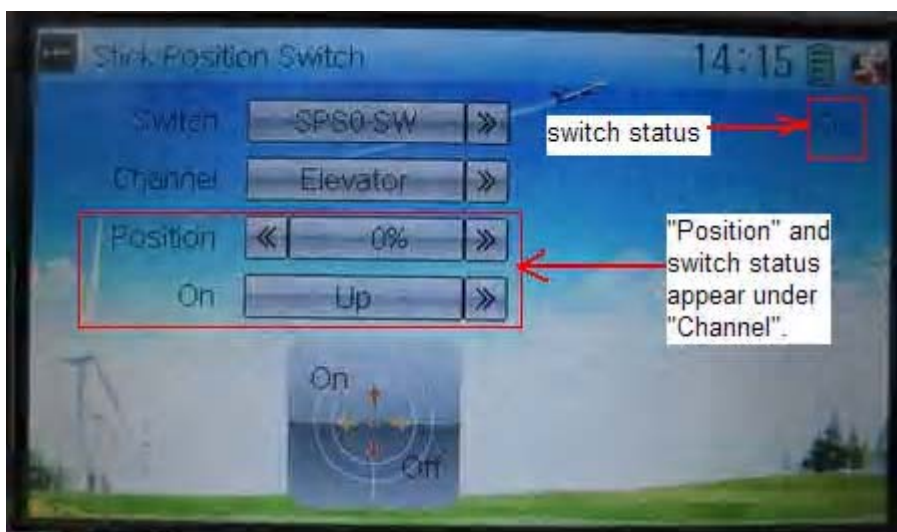 Stick Position Switch 14:15
Switch SPS0-SW »
switch status
Channel Elevator »
Position « 0% »
On Up »
"Position" and
switch status
appear under
"Channel".
On
Off